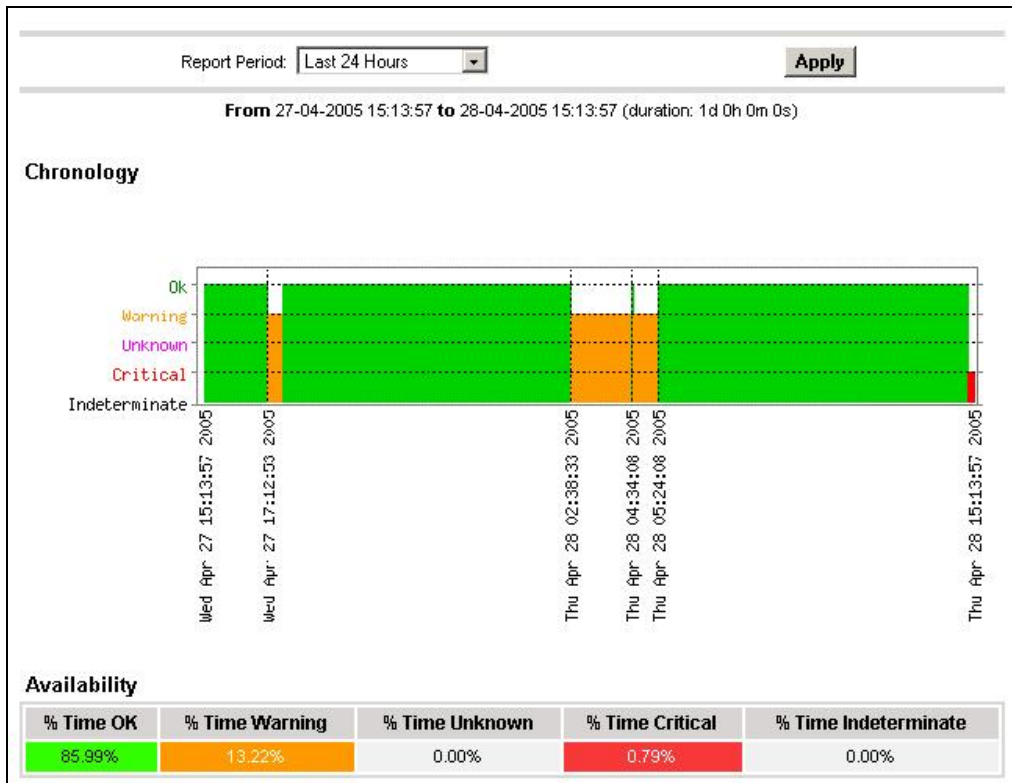 Report Period: Last 24 Hours Apply
From 27-04-2005 15:13:57 to 28-04-2005 15:13:57 (duration: 1d 0h 0m 0s)
Chronology
Ok
Warning
Unknown
Critical
Indeterminate
Wed Apr 27 15:13:57 2005
Wed Apr 27 17:12:53 2005
Thu Apr 28 02:38:33 2005
Thu Apr 28 04:34:08 2005
Thu Apr 28 05:24:08 2005
Thu Apr 28 15:13:57 2005
Availability
% Time OK % Time Warning % Time Unknown % Time Critical % Time Indeterminate
85.99% 13.22% 0.00% 0.79% 0.00%